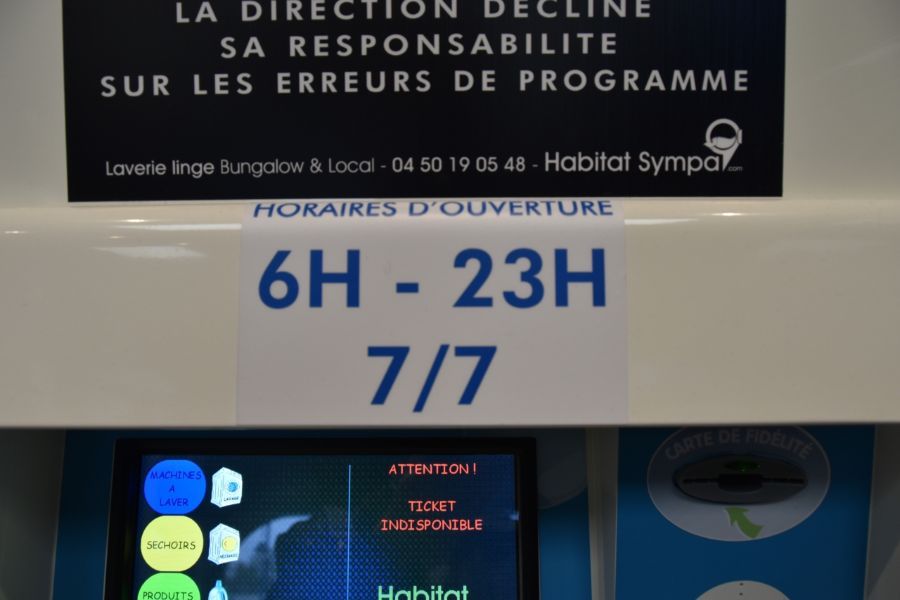 LA DIRECTION DECLINE
SA RESPONSABILITE
SUR LES ERREURS DE PROGRAMME
Laverie linge Bungalow & Local - 04 50 19 05 48 - Habitat Sympa.com
HORAIRES D'OUVERTURE
6H - 23H
7/7
MACHINES
A
LAVER
LAVAGE
SECHOIRS
PRODUITS
ATTENTION !
TICKET
INDISPONIBLE
Habitat
CARTE DE FIDÉLITÉ